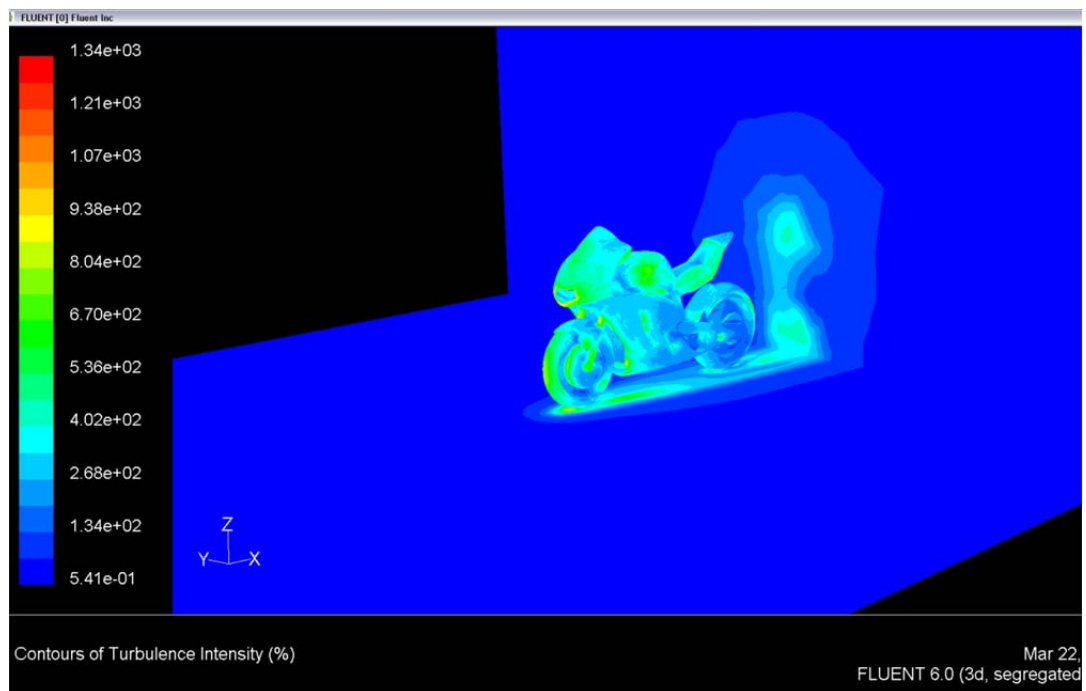 FLUENT [0] Fluent Inc
1.34e+03
1.21e+03
1.07e+03
9.38e+02
8.04e+02
6.70e+02
5.36e+02
4.02e+02
2.68e+02
1.34e+02
5.41e-01
Z
Y X
Contours of Turbulence Intensity (%)
Mar 22,
FLUENT 6.0 (3d, segregated